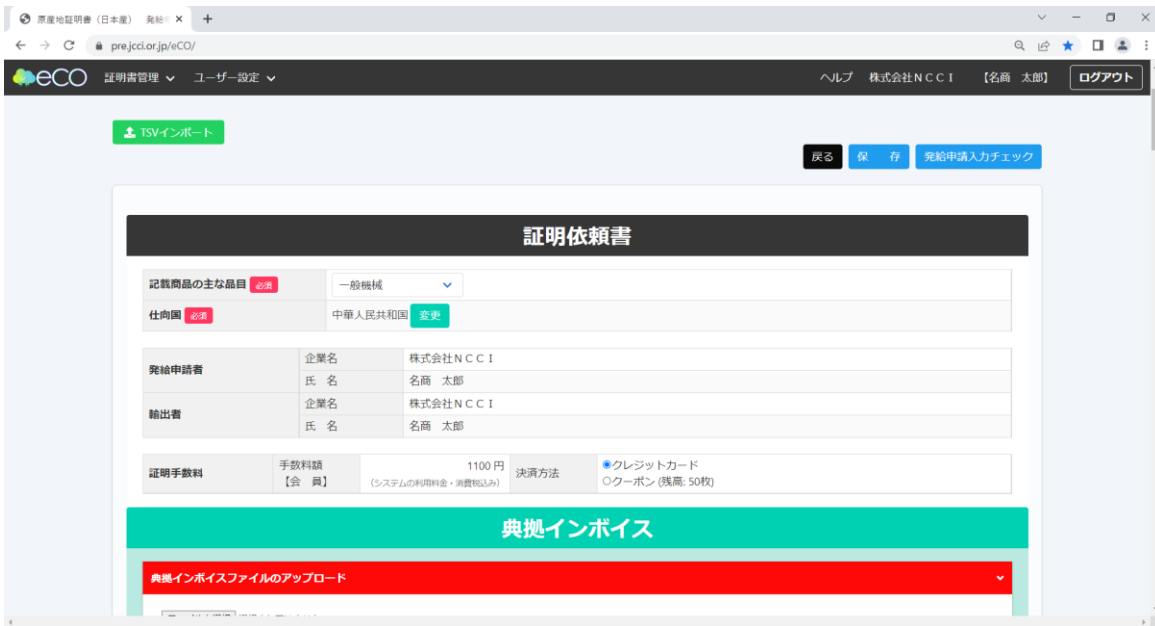 原産地証明書（日本産）　発給
pre.jcci.or.jp/eCO/
eCO 証明書管理 ユーザー設定 ヘルプ 株式会社ＮＣＣＩ 【名商　太郎】 ログアウト
TSVインポート
戻る 保　存 発給申請入力チェック
証明依頼書
記載商品の主な品目 必須 一般機械
仕向国 必須 中華人民共和国 変更
発給申請者 企業名 株式会社ＮＣＣＩ
氏　名 名商　太郎
輸出者 企業名 株式会社ＮＣＣＩ
氏　名 名商　太郎
証明手数料 手数料額 1100 円 決済方法 クレジットカード
【会　員】 （システムの利用料金・消費税込み） クーポン (残高: 50枚)
典拠インボイス
典拠インボイスファイルのアップロード